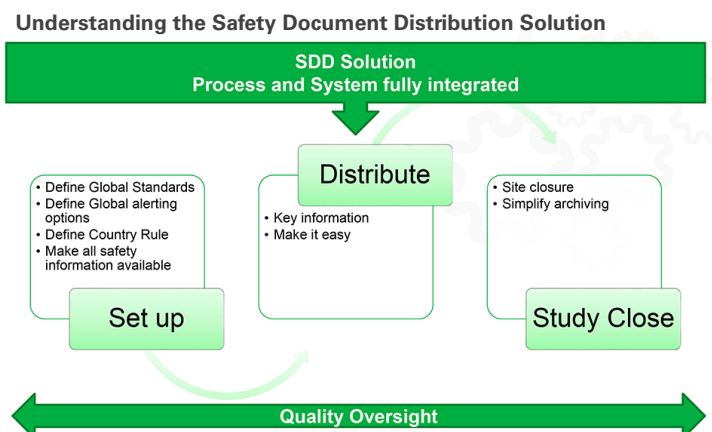 Understanding the Safety Document Distribution Solution
SDD Solution
Process and System fully integrated
• Define Global Standards
• Define Global alerting
options
• Define Country Rule
• Make all safety
information available
Set up
Distribute
• Key information
• Make it easy
• Site closure
• Simplify archiving
Study Close
Quality Oversight